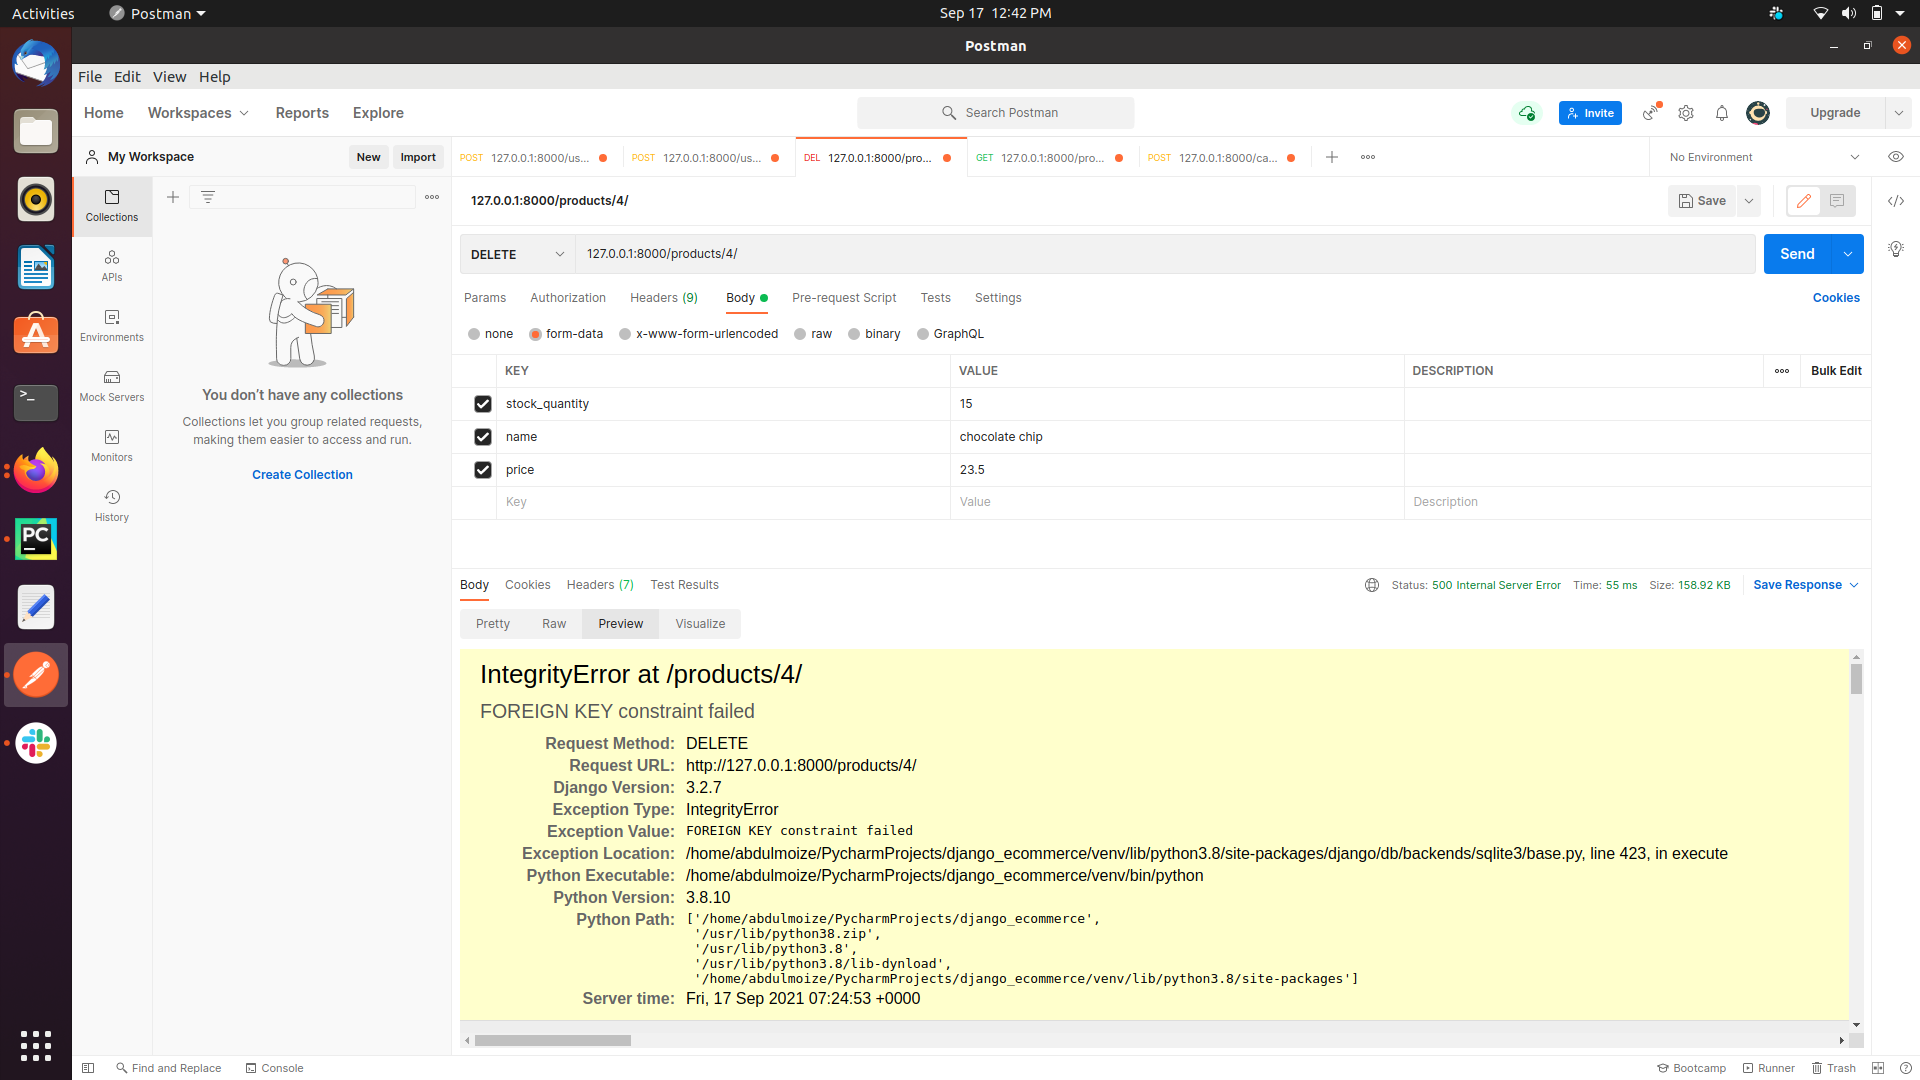 Activities Postman Sep 17 12:42 PM
Postman
File Edit View Help
Home Workspaces Reports Explore Search Postman Invite Upgrade
My Workspace New Import POST 127.0.0.1:8000/us... POST 127.0.0.1:8000/us... DEL 127.0.0.1:8000/pro... GET 127.0.0.1:8000/pro... POST 127.0.0.1:8000/ca... No Environment
Collections
APIs
Environments
Mock Servers
Monitors
History
You don't have any collections
Collections let you group related requests,
making them easier to access and run.
Create Collection
127.0.0.1:8000/products/4/ Save
DELETE 127.0.0.1:8000/products/4/ Send
Params Authorization Headers (9) Body Pre-request Script Tests Settings Cookies
none form-data x-www-form-urlencoded raw binary GraphQL
KEY VALUE DESCRIPTION Bulk Edit
stock_quantity 15
name chocolate chip
price 23.5
Key Value Description
Body Cookies Headers (7) Test Results Status: 500 Internal Server Error Time: 55 ms Size: 158.92 KB Save Response
Pretty Raw Preview Visualize
IntegrityError at /products/4/
FOREIGN KEY constraint failed
Request Method: DELETE
Request URL: http://127.0.0.1:8000/products/4/
Django Version: 3.2.7
Exception Type: IntegrityError
Exception Value: FOREIGN KEY constraint failed
Exception Location: /home/abdulmoize/PycharmProjects/django_ecommerce/venv/lib/python3.8/site-packages/django/db/backends/sqlite3/base.py, line 423, in execute
Python Executable: /home/abdulmoize/PycharmProjects/django_ecommerce/venv/bin/python
Python Version: 3.8.10
Python Path: ['/home/abdulmoize/PycharmProjects/django_ecommerce',
'/usr/lib/python38.zip',
'/usr/lib/python3.8',
'/usr/lib/python3.8/lib-dynload',
'/home/abdulmoize/PycharmProjects/django_ecommerce/venv/lib/python3.8/site-packages']
Server time: Fri, 17 Sep 2021 07:24:53 +0000
Find and Replace Console Bootcamp Runner Trash